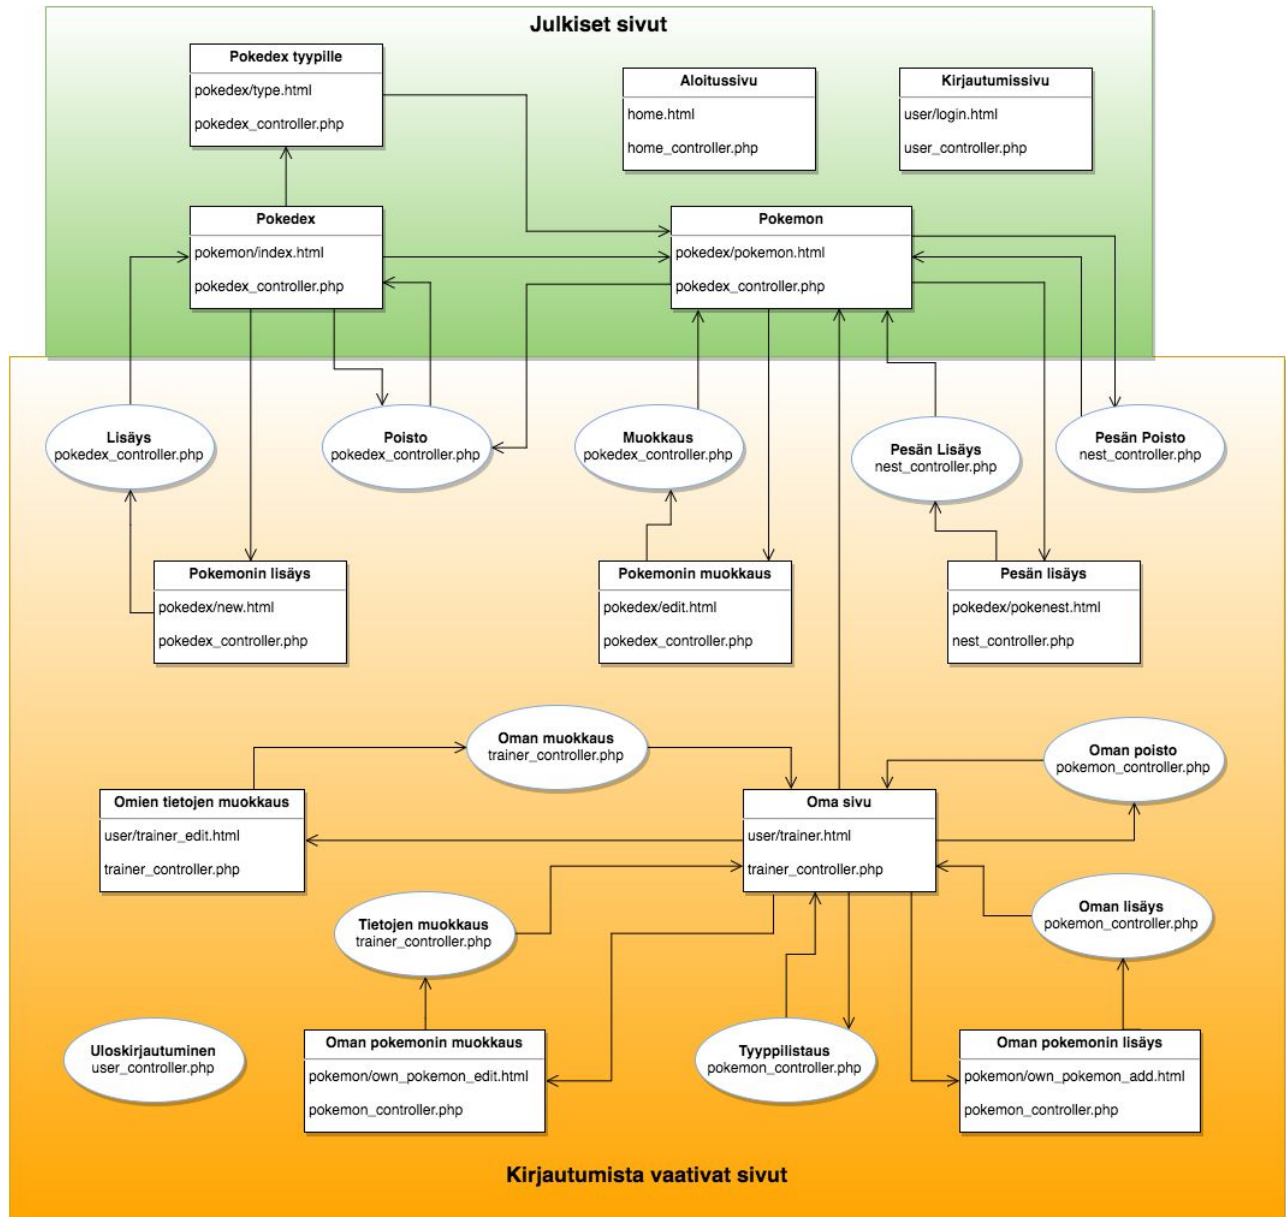 Julkiset sivut
Pokedex tyypille
pokedex/type.html
pokedex_controller.php
Aloitussivu
home.html
home_controller.php
Kirjautumissivu
user/login.html
user_controller.php
Pokedex
pokemon/index.html
pokedex_controller.php
Pokemon
pokedex/pokemon.html
pokedex_controller.php
Lisäys
pokedex_controller.php
Poisto
pokedex_controller.php
Muokkaus
pokedex_controller.php
Pesän Lisäys
nest_controller.php
Pesän Poisto
nest_controller.php
Pokemonin lisäys
pokedex/new.html
pokedex_controller.php
Pokemonin muokkaus
pokedex/edit.html
pokedex_controller.php
Pesän lisäys
pokedex/pokenest.html
nest_controller.php
Oman muokkaus
trainer_controller.php
Oman poisto
pokemon_controller.php
Omien tietojen muokkaus
user/trainer_edit.html
trainer_controller.php
Oma sivu
user/trainer.html
trainer_controller.php
Tietojen muokkaus
trainer_controller.php
Oman lisäys
pokemon_controller.php
Uloskirjautuminen
user_controller.php
Oman pokemonin muokkaus
pokemon/own_pokemon_edit.html
pokemon_controller.php
Tyyppilistaus
pokemon_controller.php
Oman pokemonin lisäys
pokemon/own_pokemon_add.html
pokemon_controller.php
Kirjautumista vaativat sivut